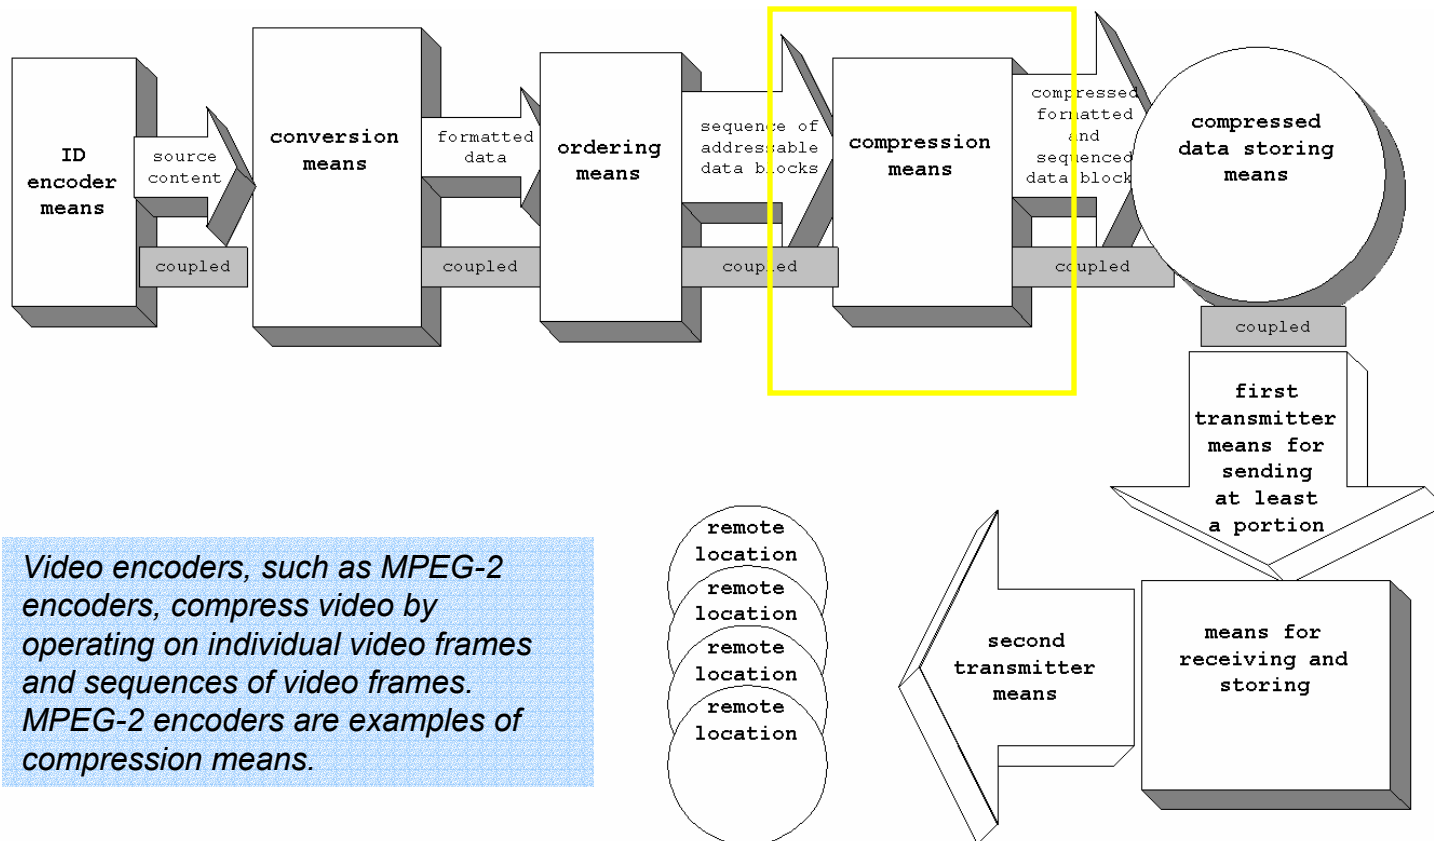 ID
encoder
means
source
content
coupled
conversion
means
formatted
data
coupled
ordering
means
sequence of
addressable
data blocks
coupled
compression
means
compressed
formatted
and
sequenced
data block
coupled
compressed
data storing
means
coupled
first
transmitter
means for
sending
at least
a portion
means for
receiving and
storing
second
transmitter
means
remote
location
remote
location
remote
location
remote
location
Video encoders, such as MPEG-2
encoders, compress video by
operating on individual video frames
and sequences of video frames.
MPEG-2 encoders are examples of
compression means.